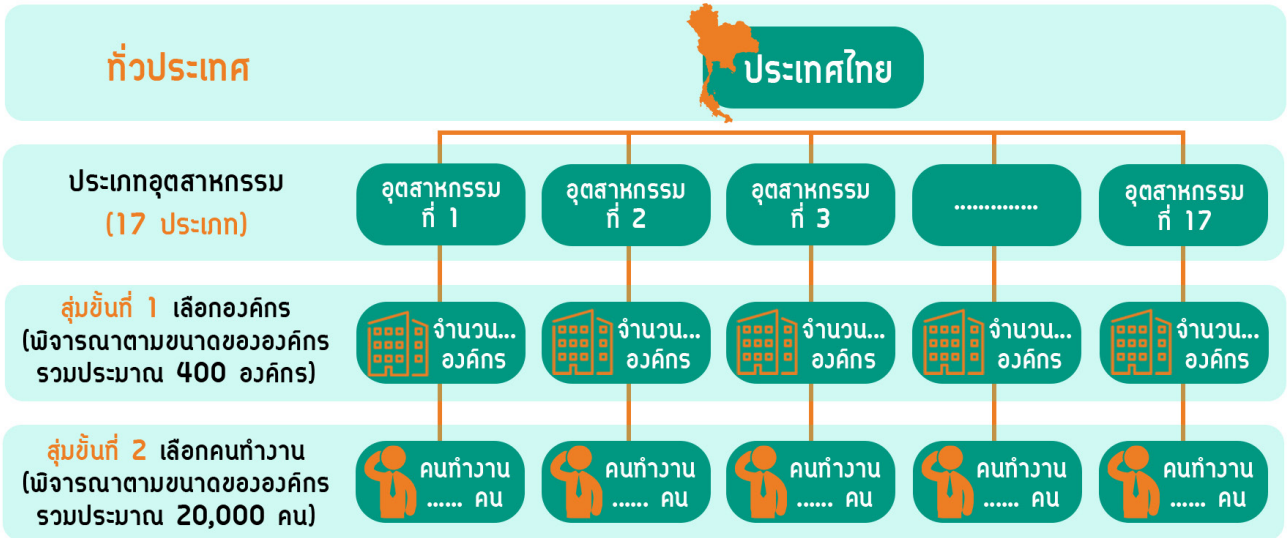 ทั่วประเทศ
ประเทศไทย
ประเภทอุตสาหกรรม
(17 ประเภท)
อุตสาหกรรม
ที่ 1
อุตสาหกรรม
ที่ 2
อุตสาหกรรม
ที่ 3
..............
อุตสาหกรรม
ที่ 17
สุ่มขั้นที่ 1 เลือกองค์กร
(พิจารณาตามขนาดขององค์กร
รวมประมาณ 400 องค์กร)
จำนวน...
องค์กร
จำนวน...
องค์กร
จำนวน...
องค์กร
จำนวน...
องค์กร
จำนวน...
องค์กร
สุ่มขั้นที่ 2 เลือกคนทำงาน
(พิจารณาตามขนาดขององค์กร
รวมประมาณ 20,000 คน)
คนทำงาน
...... คน
คนทำงาน
...... คน
คนทำงาน
...... คน
คนทำงาน
...... คน
คนทำงาน
...... คน